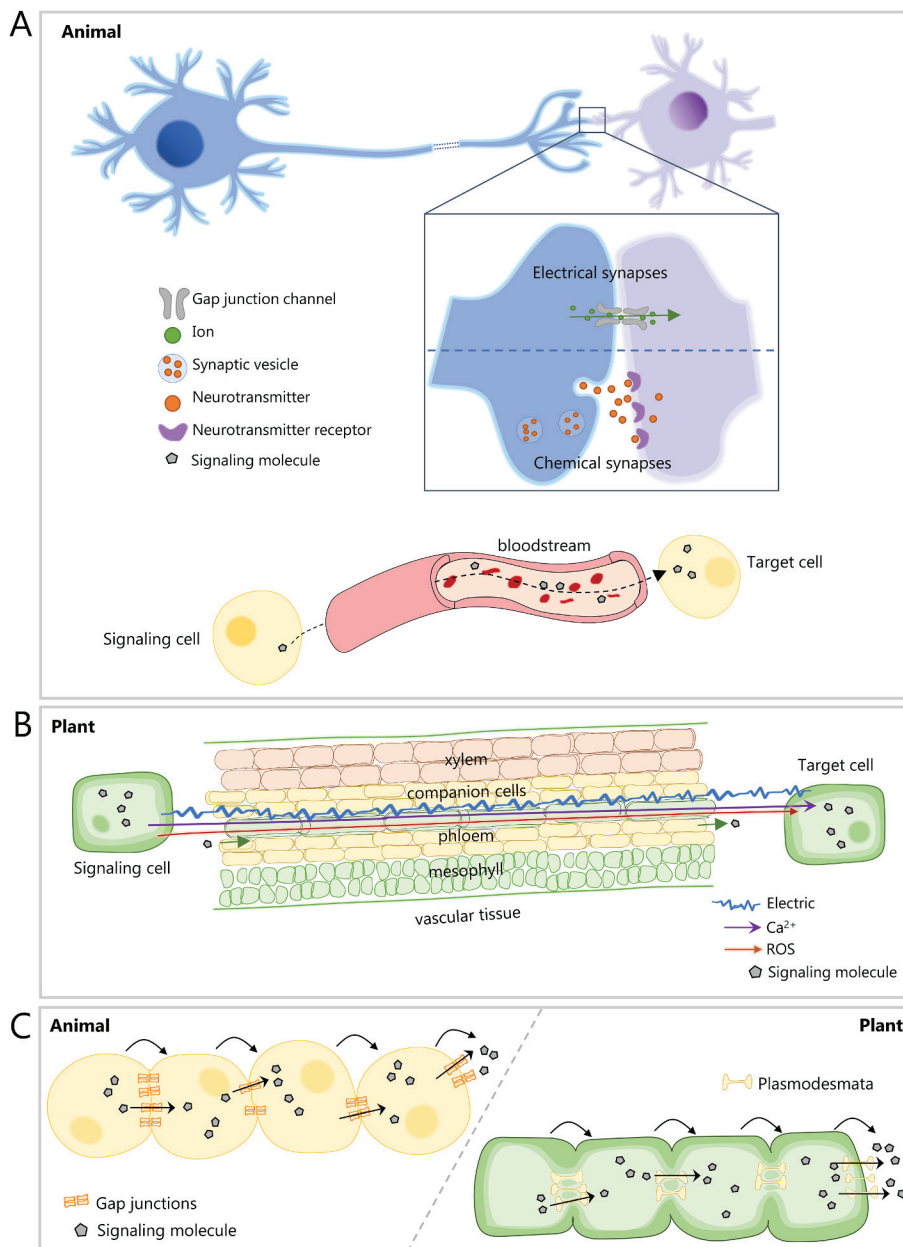 A
Animal
Electrical synapses
Gap junction channel
Ion
Synaptic vesicle
Neurotransmitter
Neurotransmitter receptor
Signaling molecule
Chemical synapses
bloodstream
Target cell
Signaling cell
B
Plant
xylem
Target cell
companion cells
phloem
Signaling cell
mesophyll
vascular tissue
Electric
Ca²⁺
ROS
Signaling molecule
C
Animal
Plant
Plasmodesmata
Gap junctions
Signaling molecule